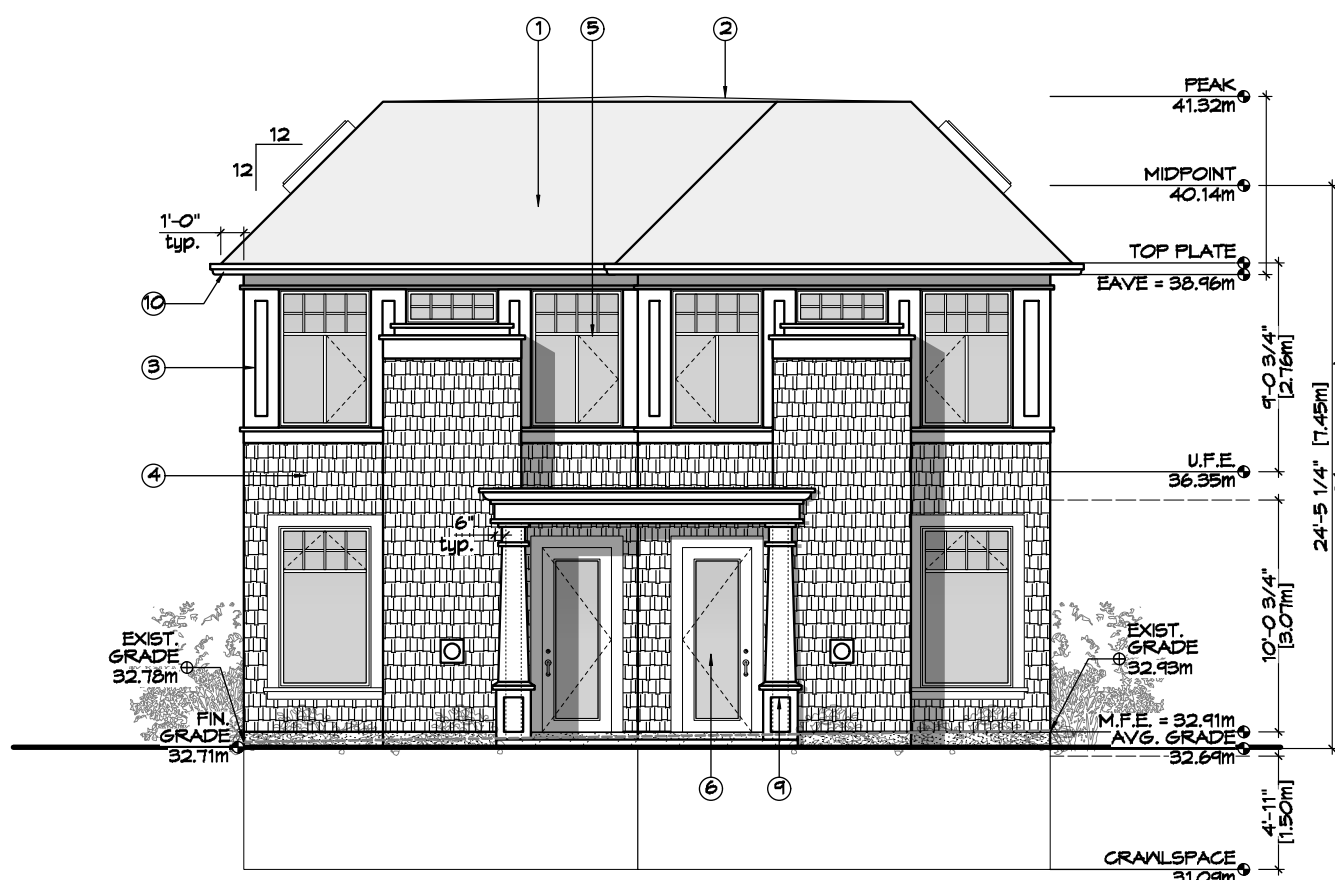 1
5
2
PEAK
41.32m
12
12
MIDPOINT
40.14m
1'-0"
typ.
TOP PLATE
EAVE = 38.96m
10
3
9'-0 3/4"
[2.76m]
24'-5 1/4" [7.45m]
4
U.F.E.
36.35m
6"
typ.
10'-0 3/4"
[3.07m]
EXIST.
GRADE
32.78m
EXIST.
GRADE
32.93m
FIN.
GRADE
32.71m
M.F.E. = 32.91m
AVG. GRADE
32.69m
6
9
4'-11"
[1.50m]
CRAWLSPACE
31.09m